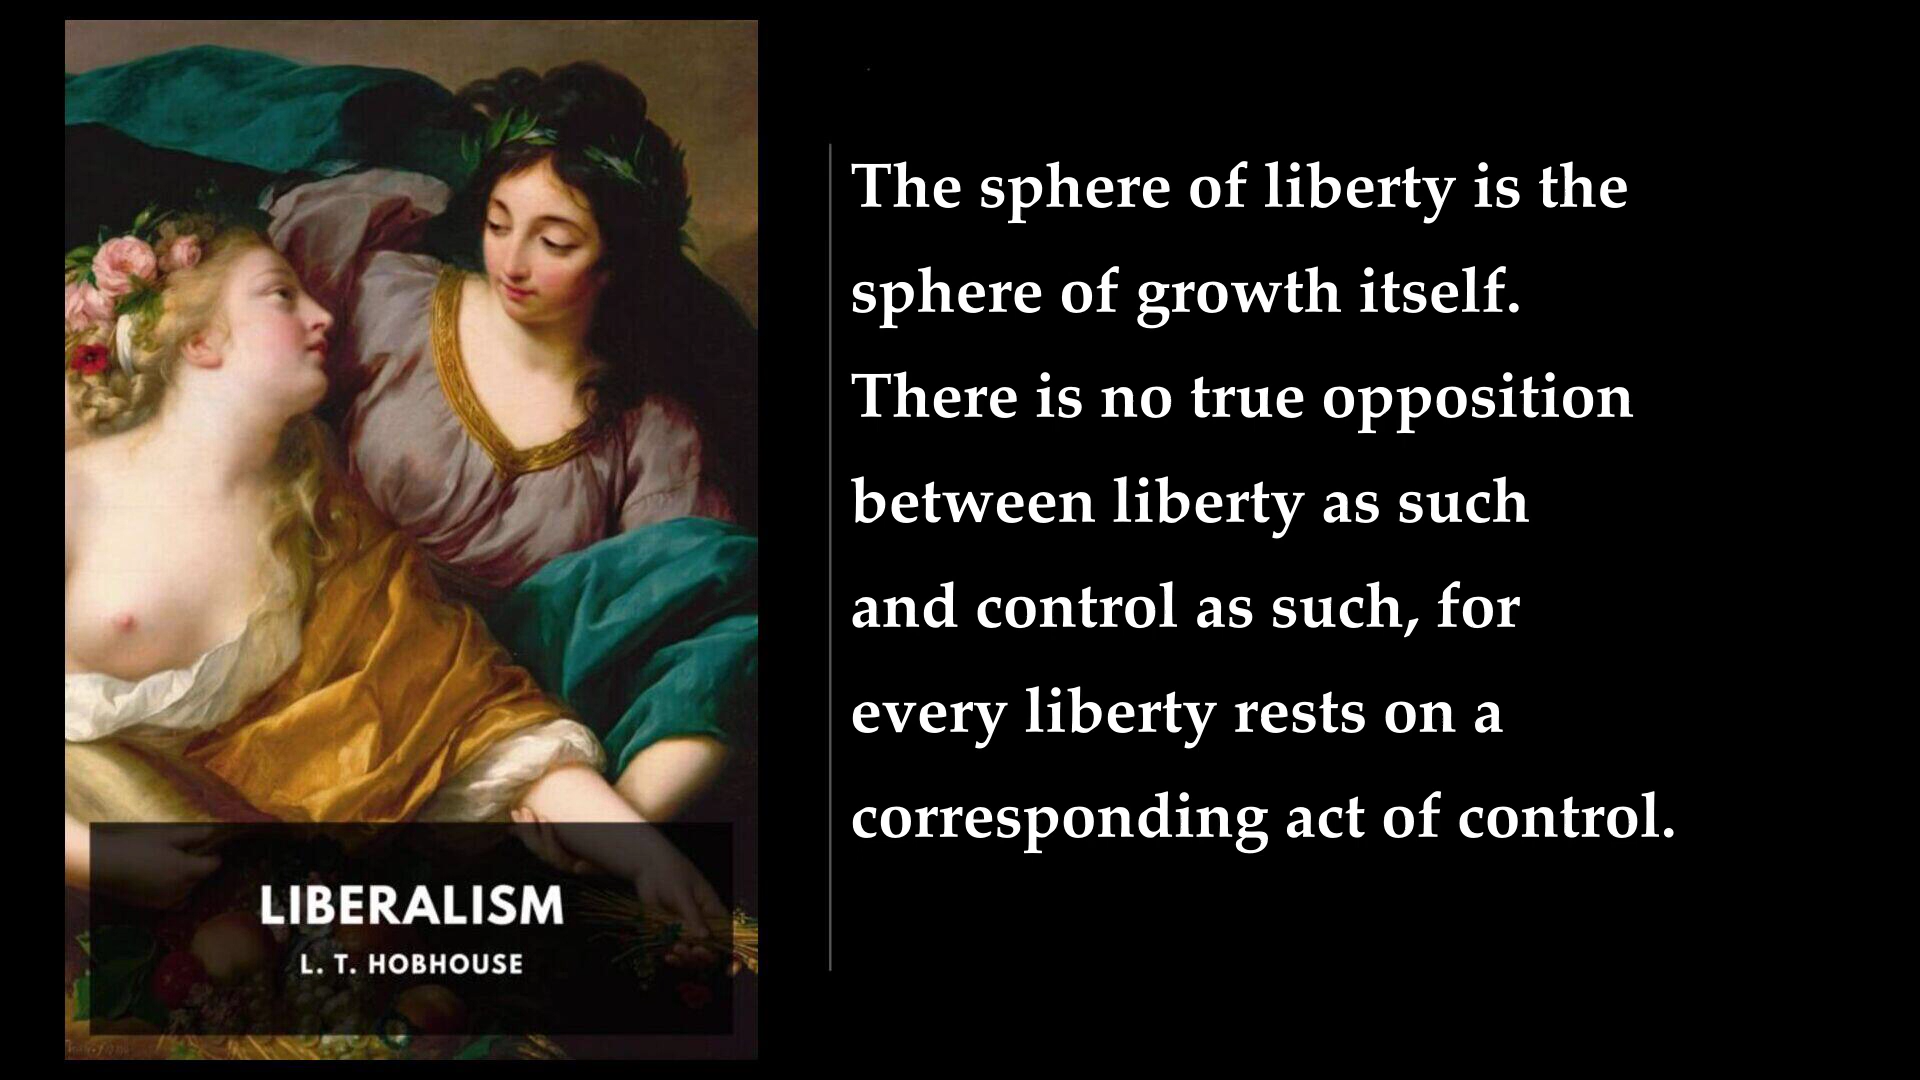 The sphere of liberty is the
sphere of growth itself.
There is no true opposition
between liberty as such
and control as such, for
every liberty rests on a
corresponding act of control.
LIBERALISM
L. T. HOBHOUSE